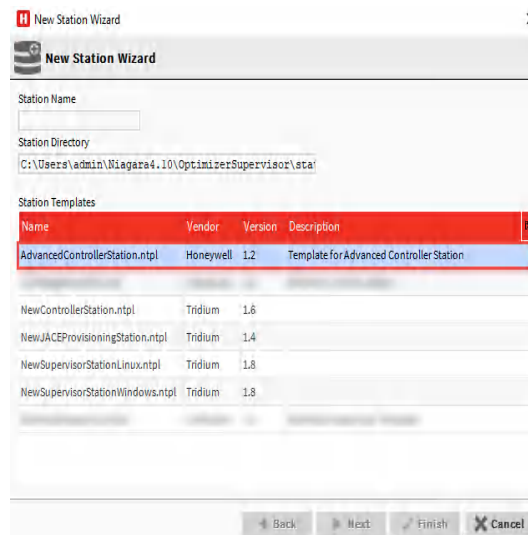 H New Station Wizard
New Station Wizard
Station Name
Station Directory
C:\Users\admin\Niagara4.10\OptimizerSupervisor\sta
Station Templates
Name Vendor Version Description
AdvancedControllerStation.ntpl Honeywell 1.2 Template for Advanced Controller Station
NewControllerStation.ntpl Tridium 1.6
NewJACEProvisioningStation.ntpl Tridium 1.4
NewSupervisorStationLinux.ntpl Tridium 1.8
NewSupervisorStationWindows.ntpl Tridium 1.8
Back Next Finish Cancel